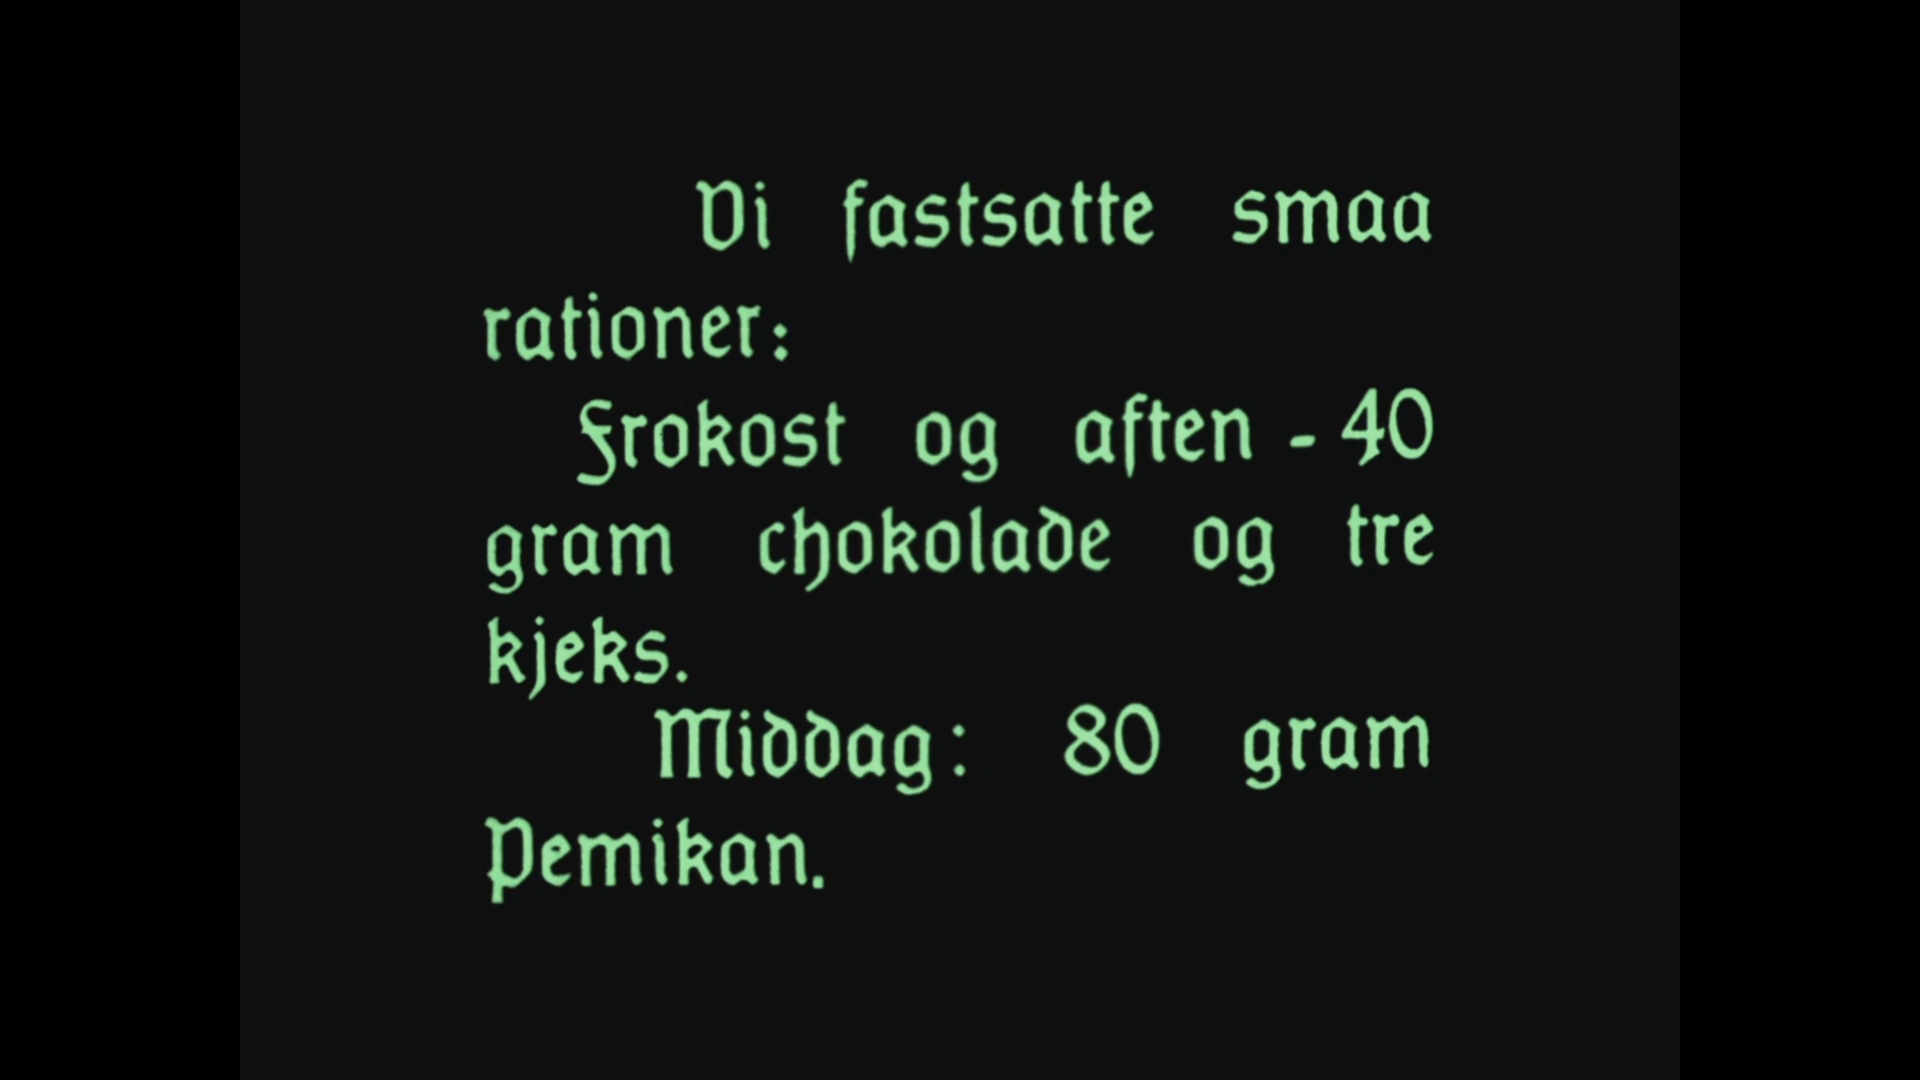 Vi fastsatte smaa
rationer:
Frokost og aften - 40
gram chokolade og tre
kjeks.
Middag: 80 gram
Pemikan.